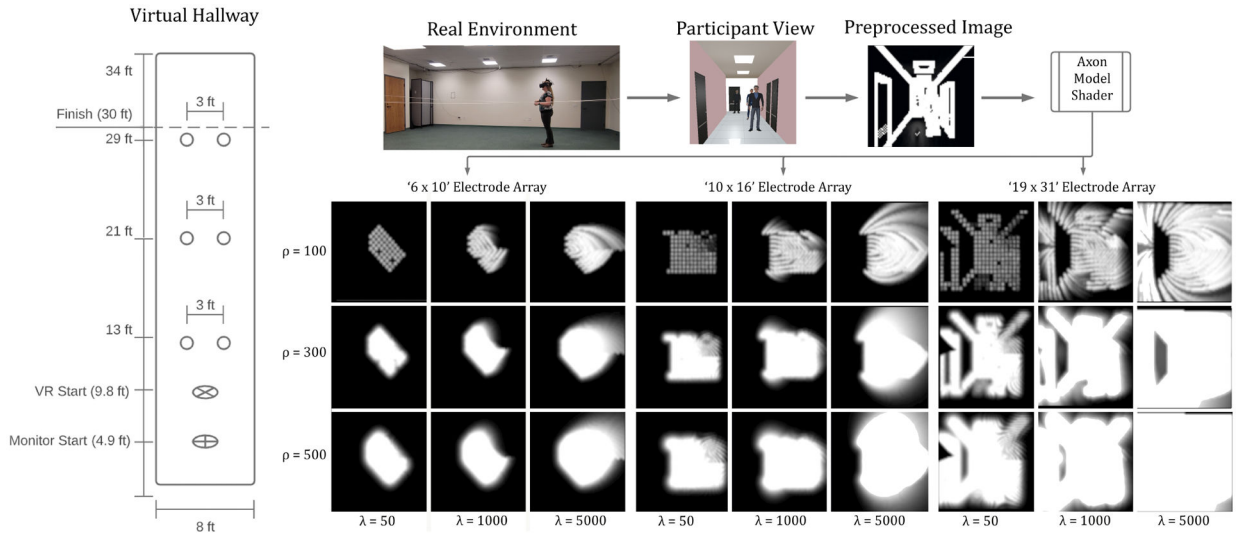 Virtual Hallway
34 ft
3 ft
Finish (30 ft)
29 ft
3 ft
21 ft
3 ft
13 ft
VR Start (9.8 ft)
Monitor Start (4.9 ft)
8 ft
Real Environment
Participant View
Preprocessed Image
Axon
Model
Shader
‘6 x 10’ Electrode Array
‘10 x 16’ Electrode Array
‘19 x 31’ Electrode Array
ρ = 100
ρ = 300
ρ = 500
λ = 50
λ = 1000
λ = 5000
λ = 50
λ = 1000
λ = 5000
λ = 50
λ = 1000
λ = 5000